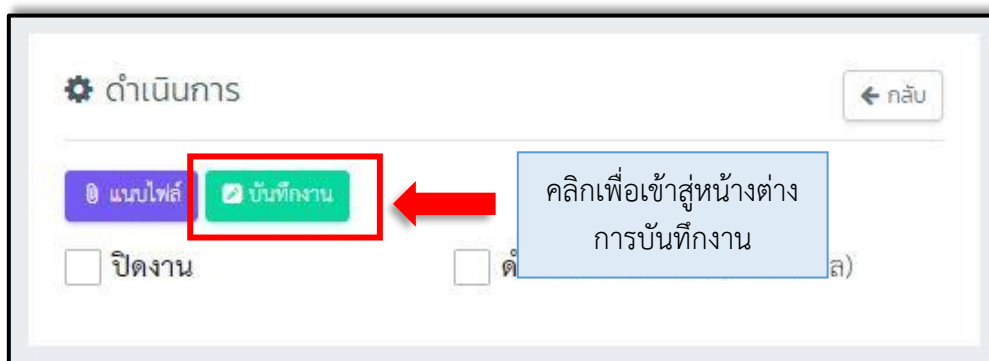 ดำเนินการ
กลับ
แนบไฟล์
บันทึกงาน
คลิกเพื่อเข้าสู่หน้างต่าง
การบันทึกงาน
ปิดงาน